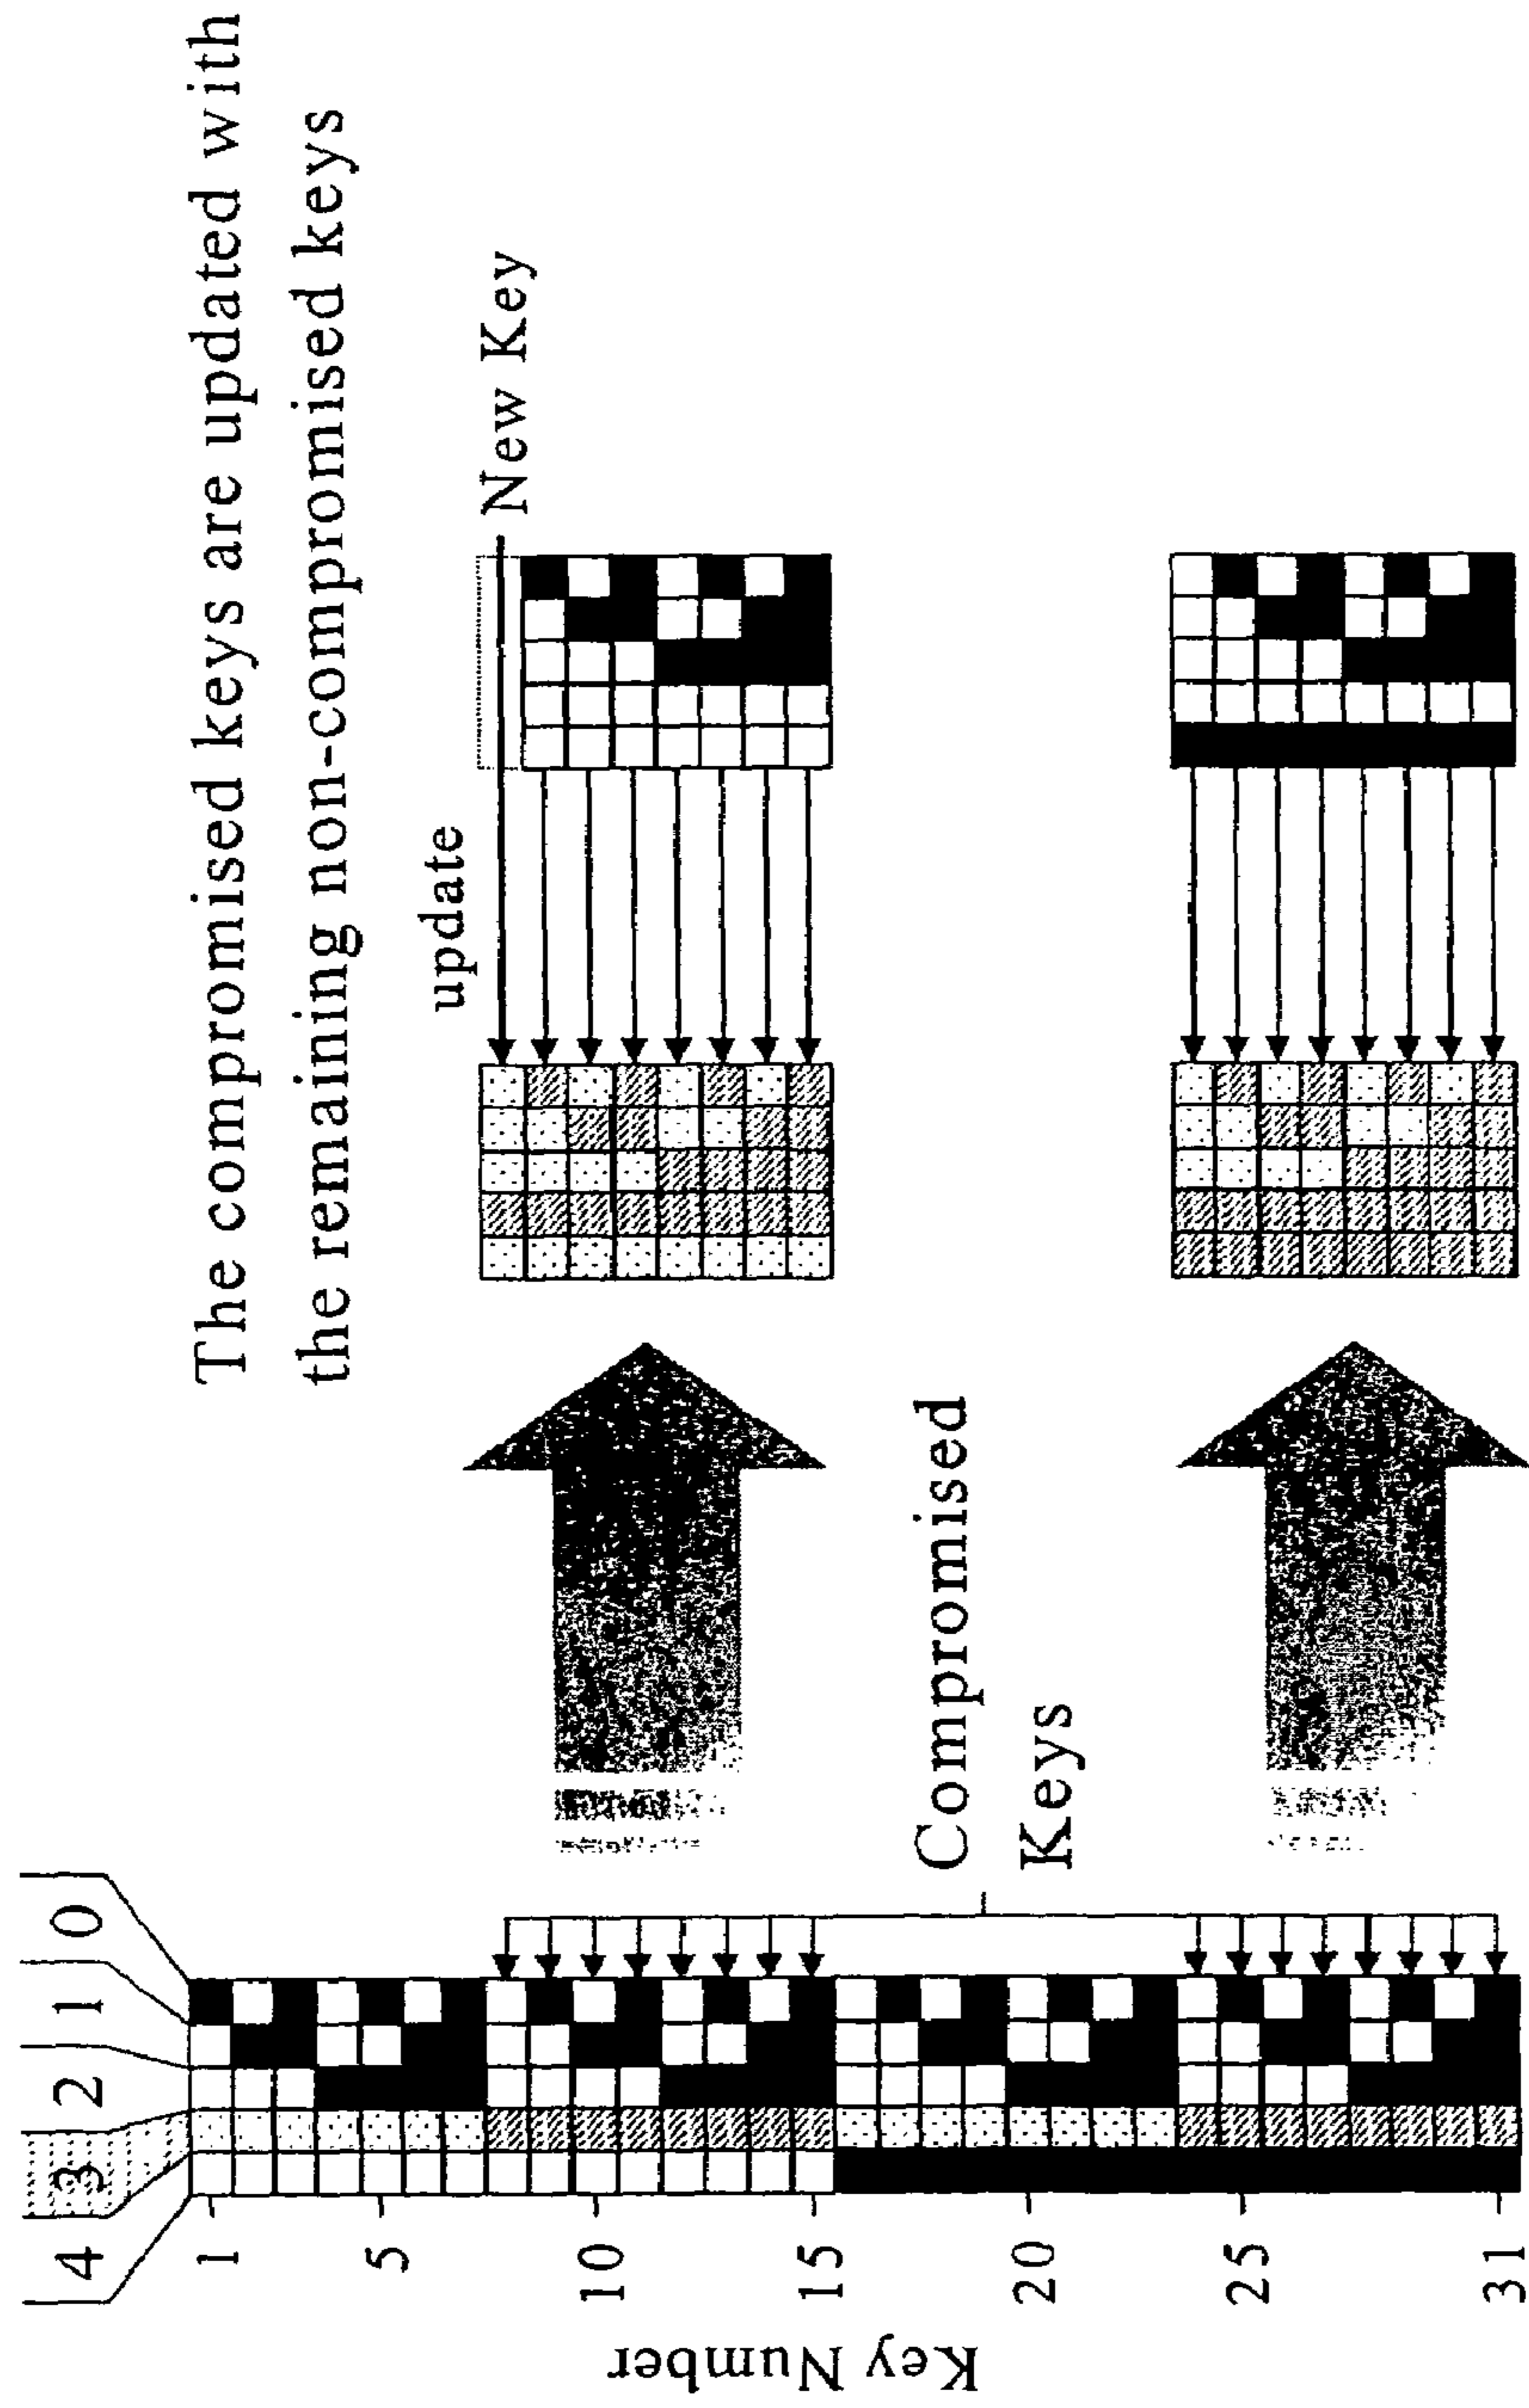 The compromised keys are updated with
the remaining non-compromised keys
update
New Key
Compromised
Keys
4 3 2 1 0
1
5
10
15
20
25
31
Key Number